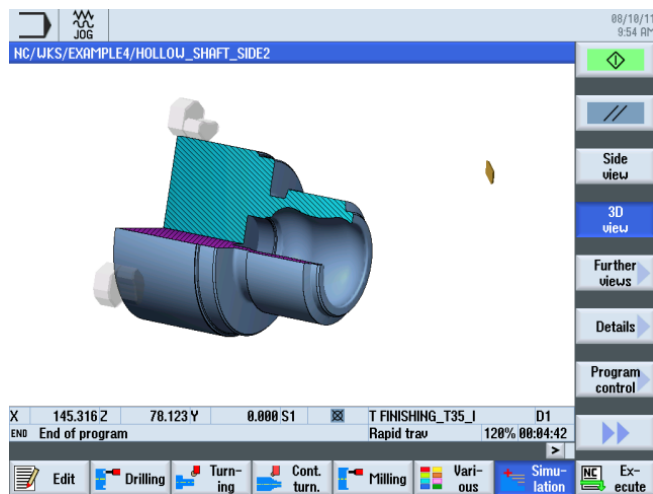 JOG
08/10/11
9:54 AM
NC/WKS/EXAMPLE4/HOLLOW_SHAFT_SIDE2
Side
view
3D
view
Further
views
Details
Program
control
X 145.316 Z 78.123 Y 0.000 S1 T FINISHING_T35_I D1
END End of program Rapid trav 120% 00:04:42
>
Edit
Drilling
Turn-
ing
Cont.
turn.
Milling
Vari-
ous
Simu-
lation
NC Ex-
ecute